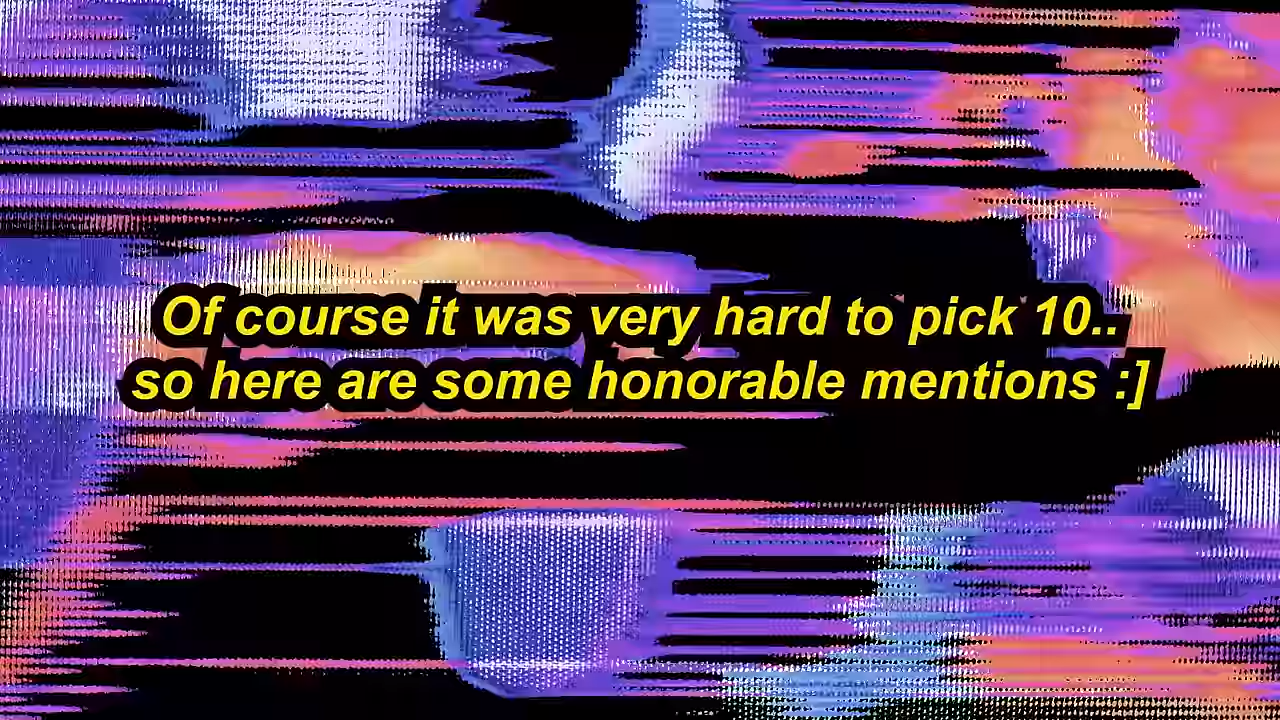 Of course it was very hard to pick 10..
so here are some honorable mentions :]